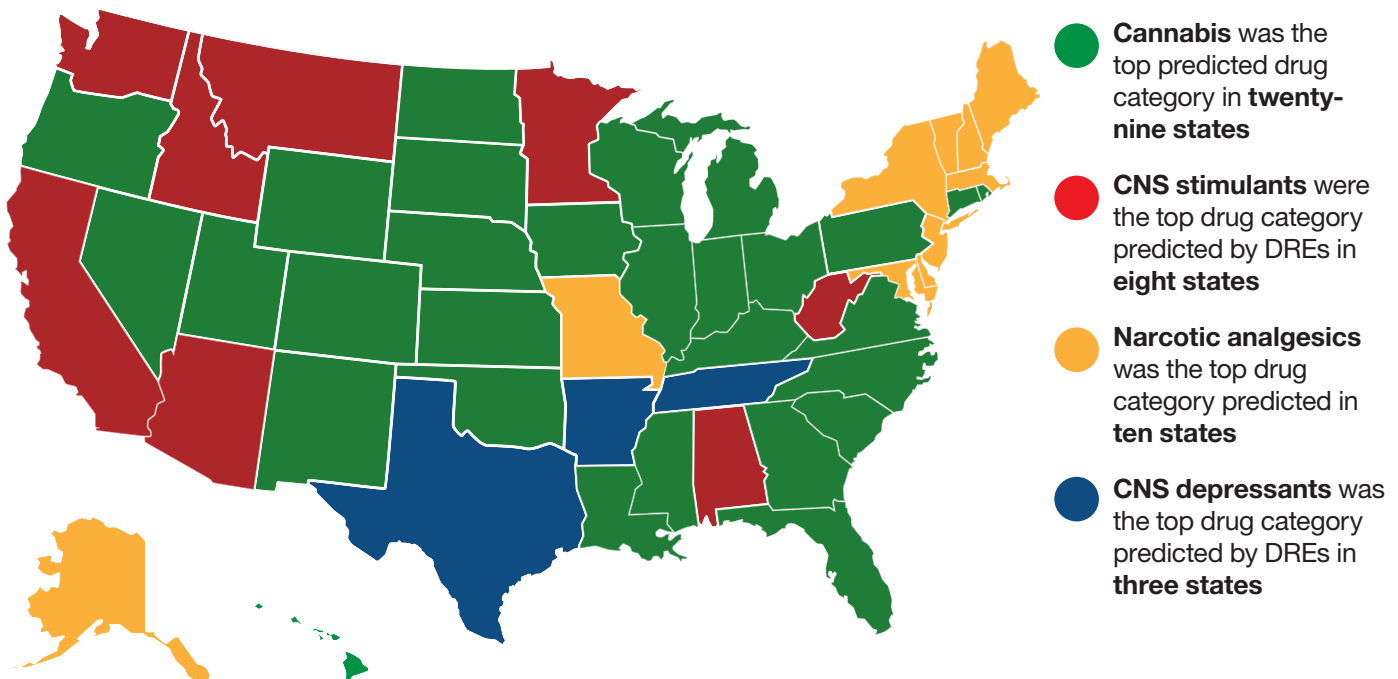 Cannabis was the
top predicted drug
category in twenty-
nine states
CNS stimulants were
the top drug category
predicted by DREs in
eight states
Narcotic analgesics
was the top drug
category predicted in
ten states
CNS depressants was
the top drug category
predicted by DREs in
three states